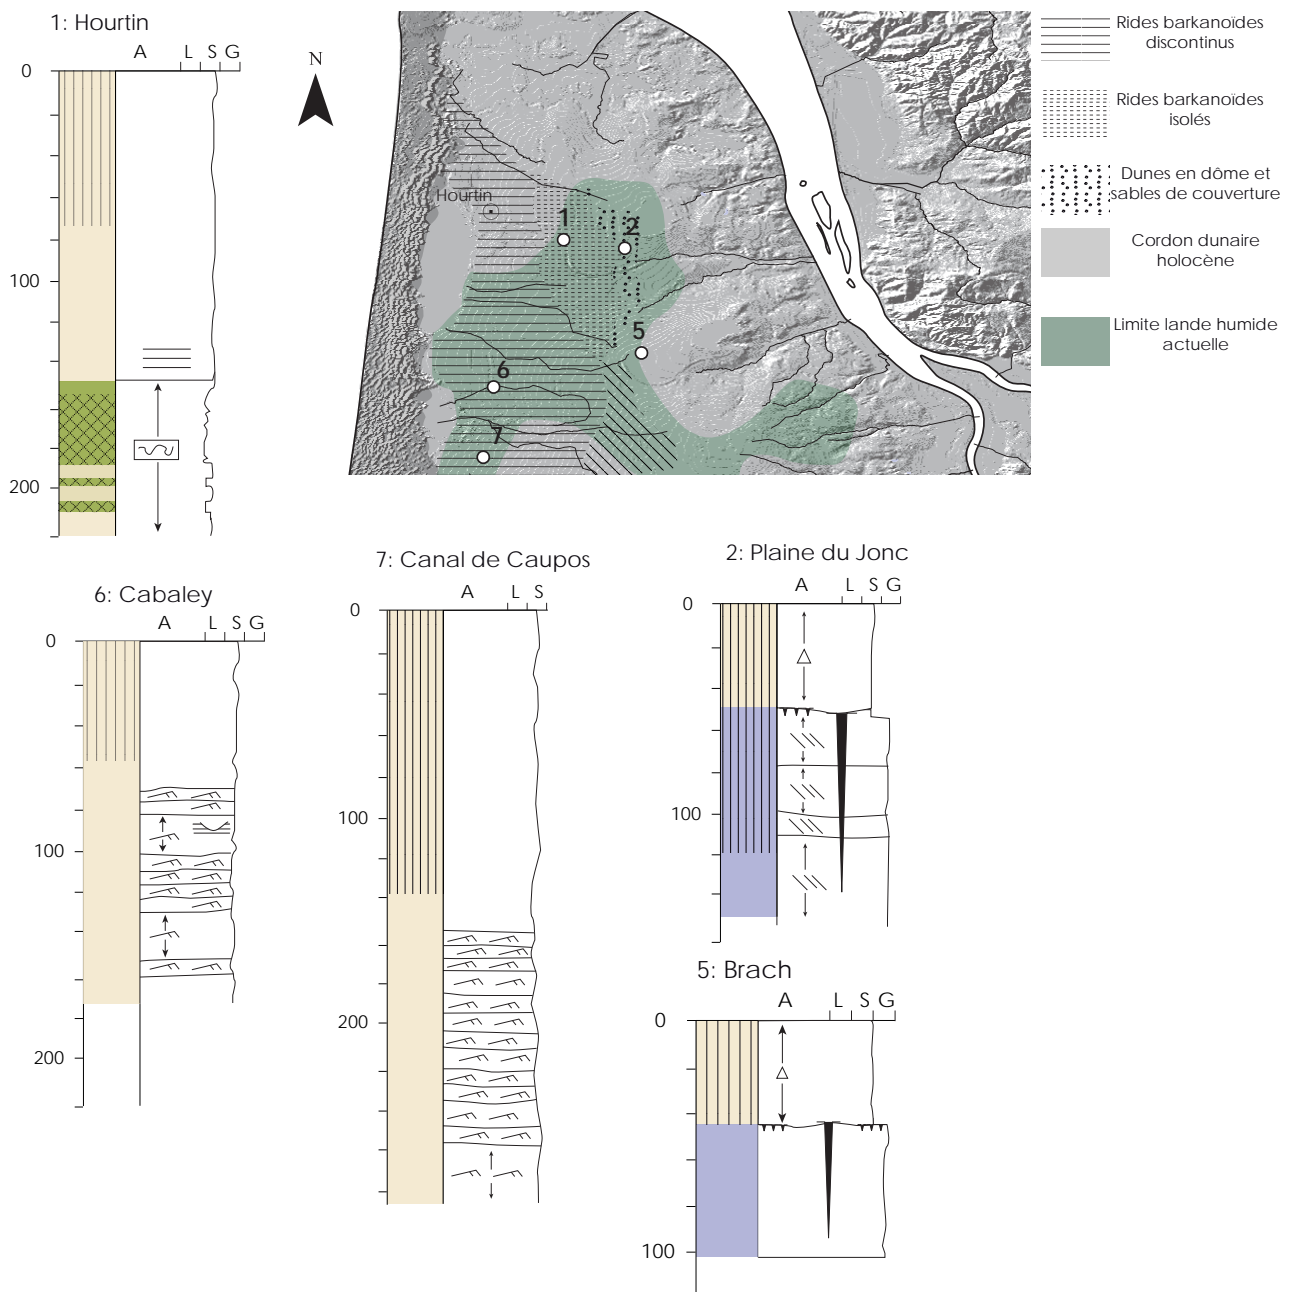 1: Hourtin
A L S G
0
100
200
N
Hourtin
1
2
5
6
7
Rides barkanoïdes
discontinus
Rides barkanoïdes
isolés
Dunes en dôme et
sables de couverture
Cordon dunaire
holocène
Limite lande humide
actuelle
6: Cabaley
A L S G
0
100
200
7: Canal de Caupos
A L S
0
100
200
2: Plaine du Jonc
A L S G
0
100
5: Brach
A L S G
0
100